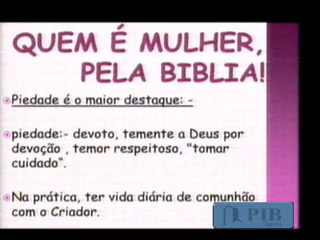 QUEM É MULHER,
PELA BIBLIA!
Piedade é o maior destaque: -
piedade:- devoto, temente a Deus por
devoção , temor respeitoso, "tomar
cuidado".
Na prática, ter vida diária de comunhão
com o Criador.
PIB